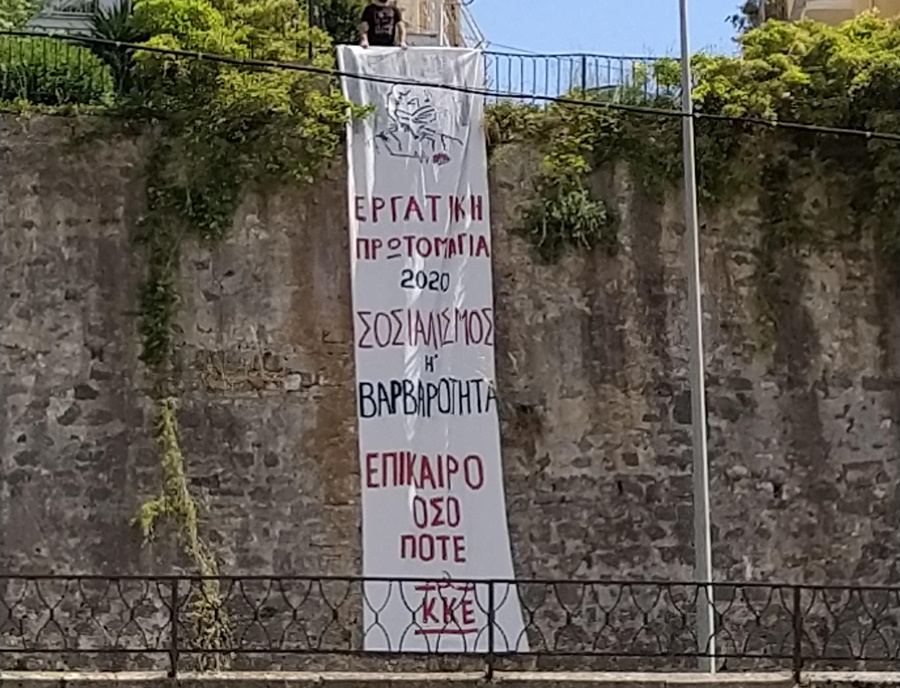 ΕΡΓΑΤΙΚΗ
ΠΡΩΤΟΜΑΓΙΑ
2020
ΣΟΣΙΑΛΙΣΜΟΣ
Ή
ΒΑΡΒΑΡΟΤΗΤΑ
ΕΠΙΚΑΙΡΟ
ΟΣΟ
ΠΟΤΕ
ΚΚΕ